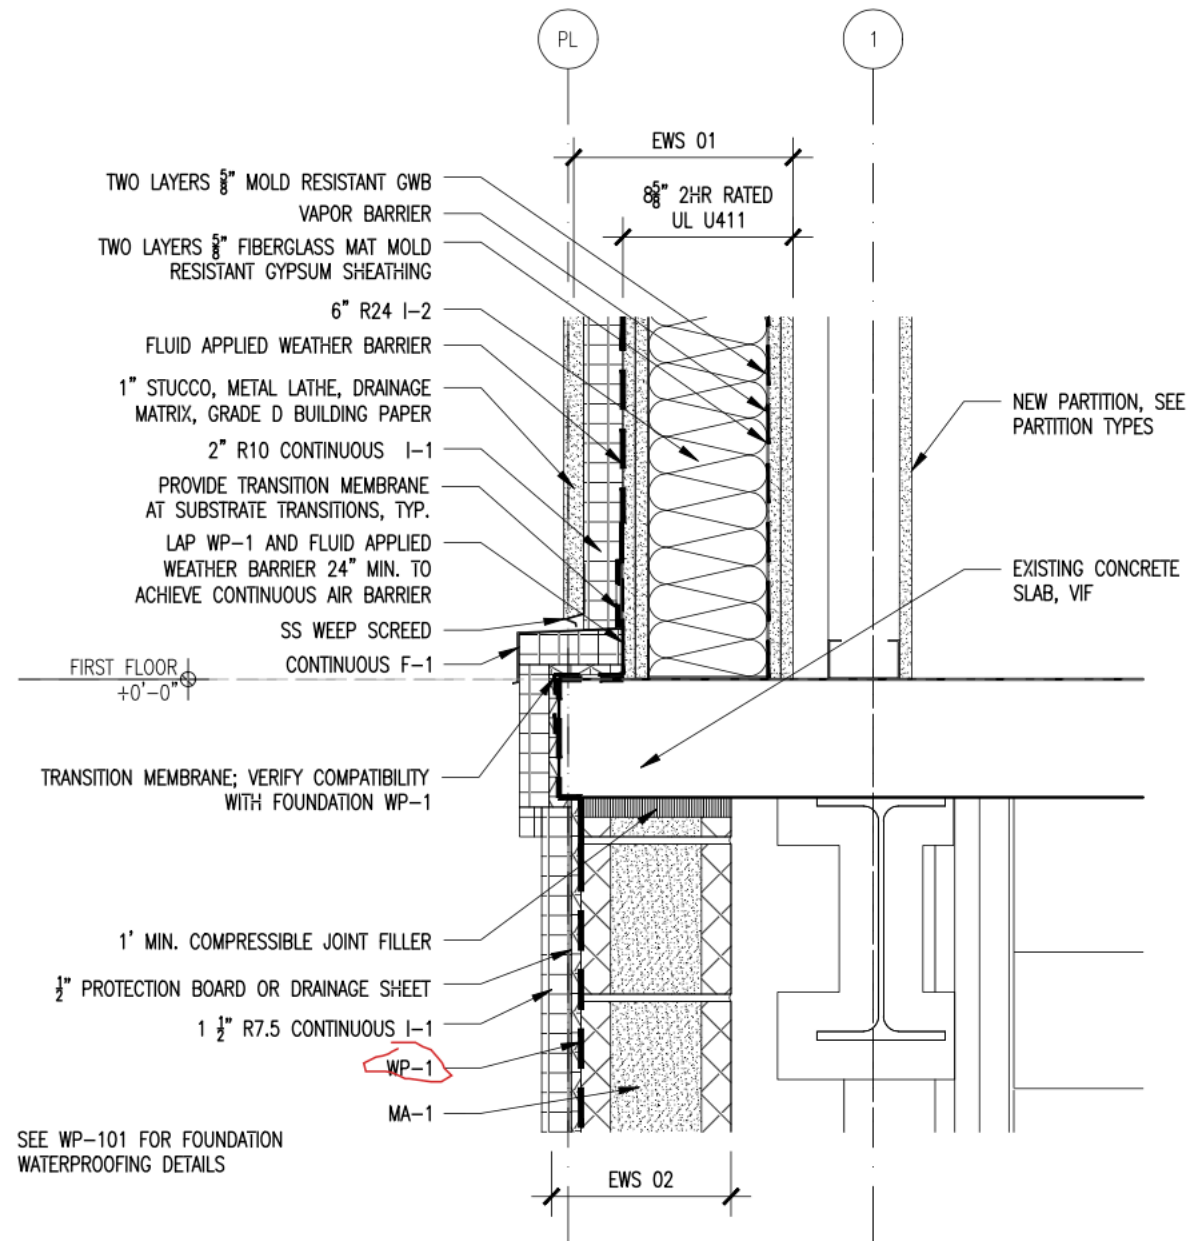 PL
1
EWS 01
8⅝" 2HR RATED
UL U411
TWO LAYERS ⅝" MOLD RESISTANT GWB
VAPOR BARRIER
TWO LAYERS ⅝" FIBERGLASS MAT MOLD
RESISTANT GYPSUM SHEATHING
6" R24 I-2
FLUID APPLIED WEATHER BARRIER
1" STUCCO, METAL LATHE, DRAINAGE
MATRIX, GRADE D BUILDING PAPER
2" R10 CONTINUOUS I-1
PROVIDE TRANSITION MEMBRANE
AT SUBSTRATE TRANSITIONS, TYP.
LAP WP-1 AND FLUID APPLIED
WEATHER BARRIER 24" MIN. TO
ACHIEVE CONTINUOUS AIR BARRIER
SS WEEP SCREED
CONTINUOUS F-1
NEW PARTITION, SEE
PARTITION TYPES
EXISTING CONCRETE
SLAB, VIF
FIRST FLOOR
+0'-0"
TRANSITION MEMBRANE; VERIFY COMPATIBILITY
WITH FOUNDATION WP-1
1' MIN. COMPRESSIBLE JOINT FILLER
½" PROTECTION BOARD OR DRAINAGE SHEET
1 ½" R7.5 CONTINUOUS I-1
WP-1
MA-1
SEE WP-101 FOR FOUNDATION
WATERPROOFING DETAILS
EWS 02